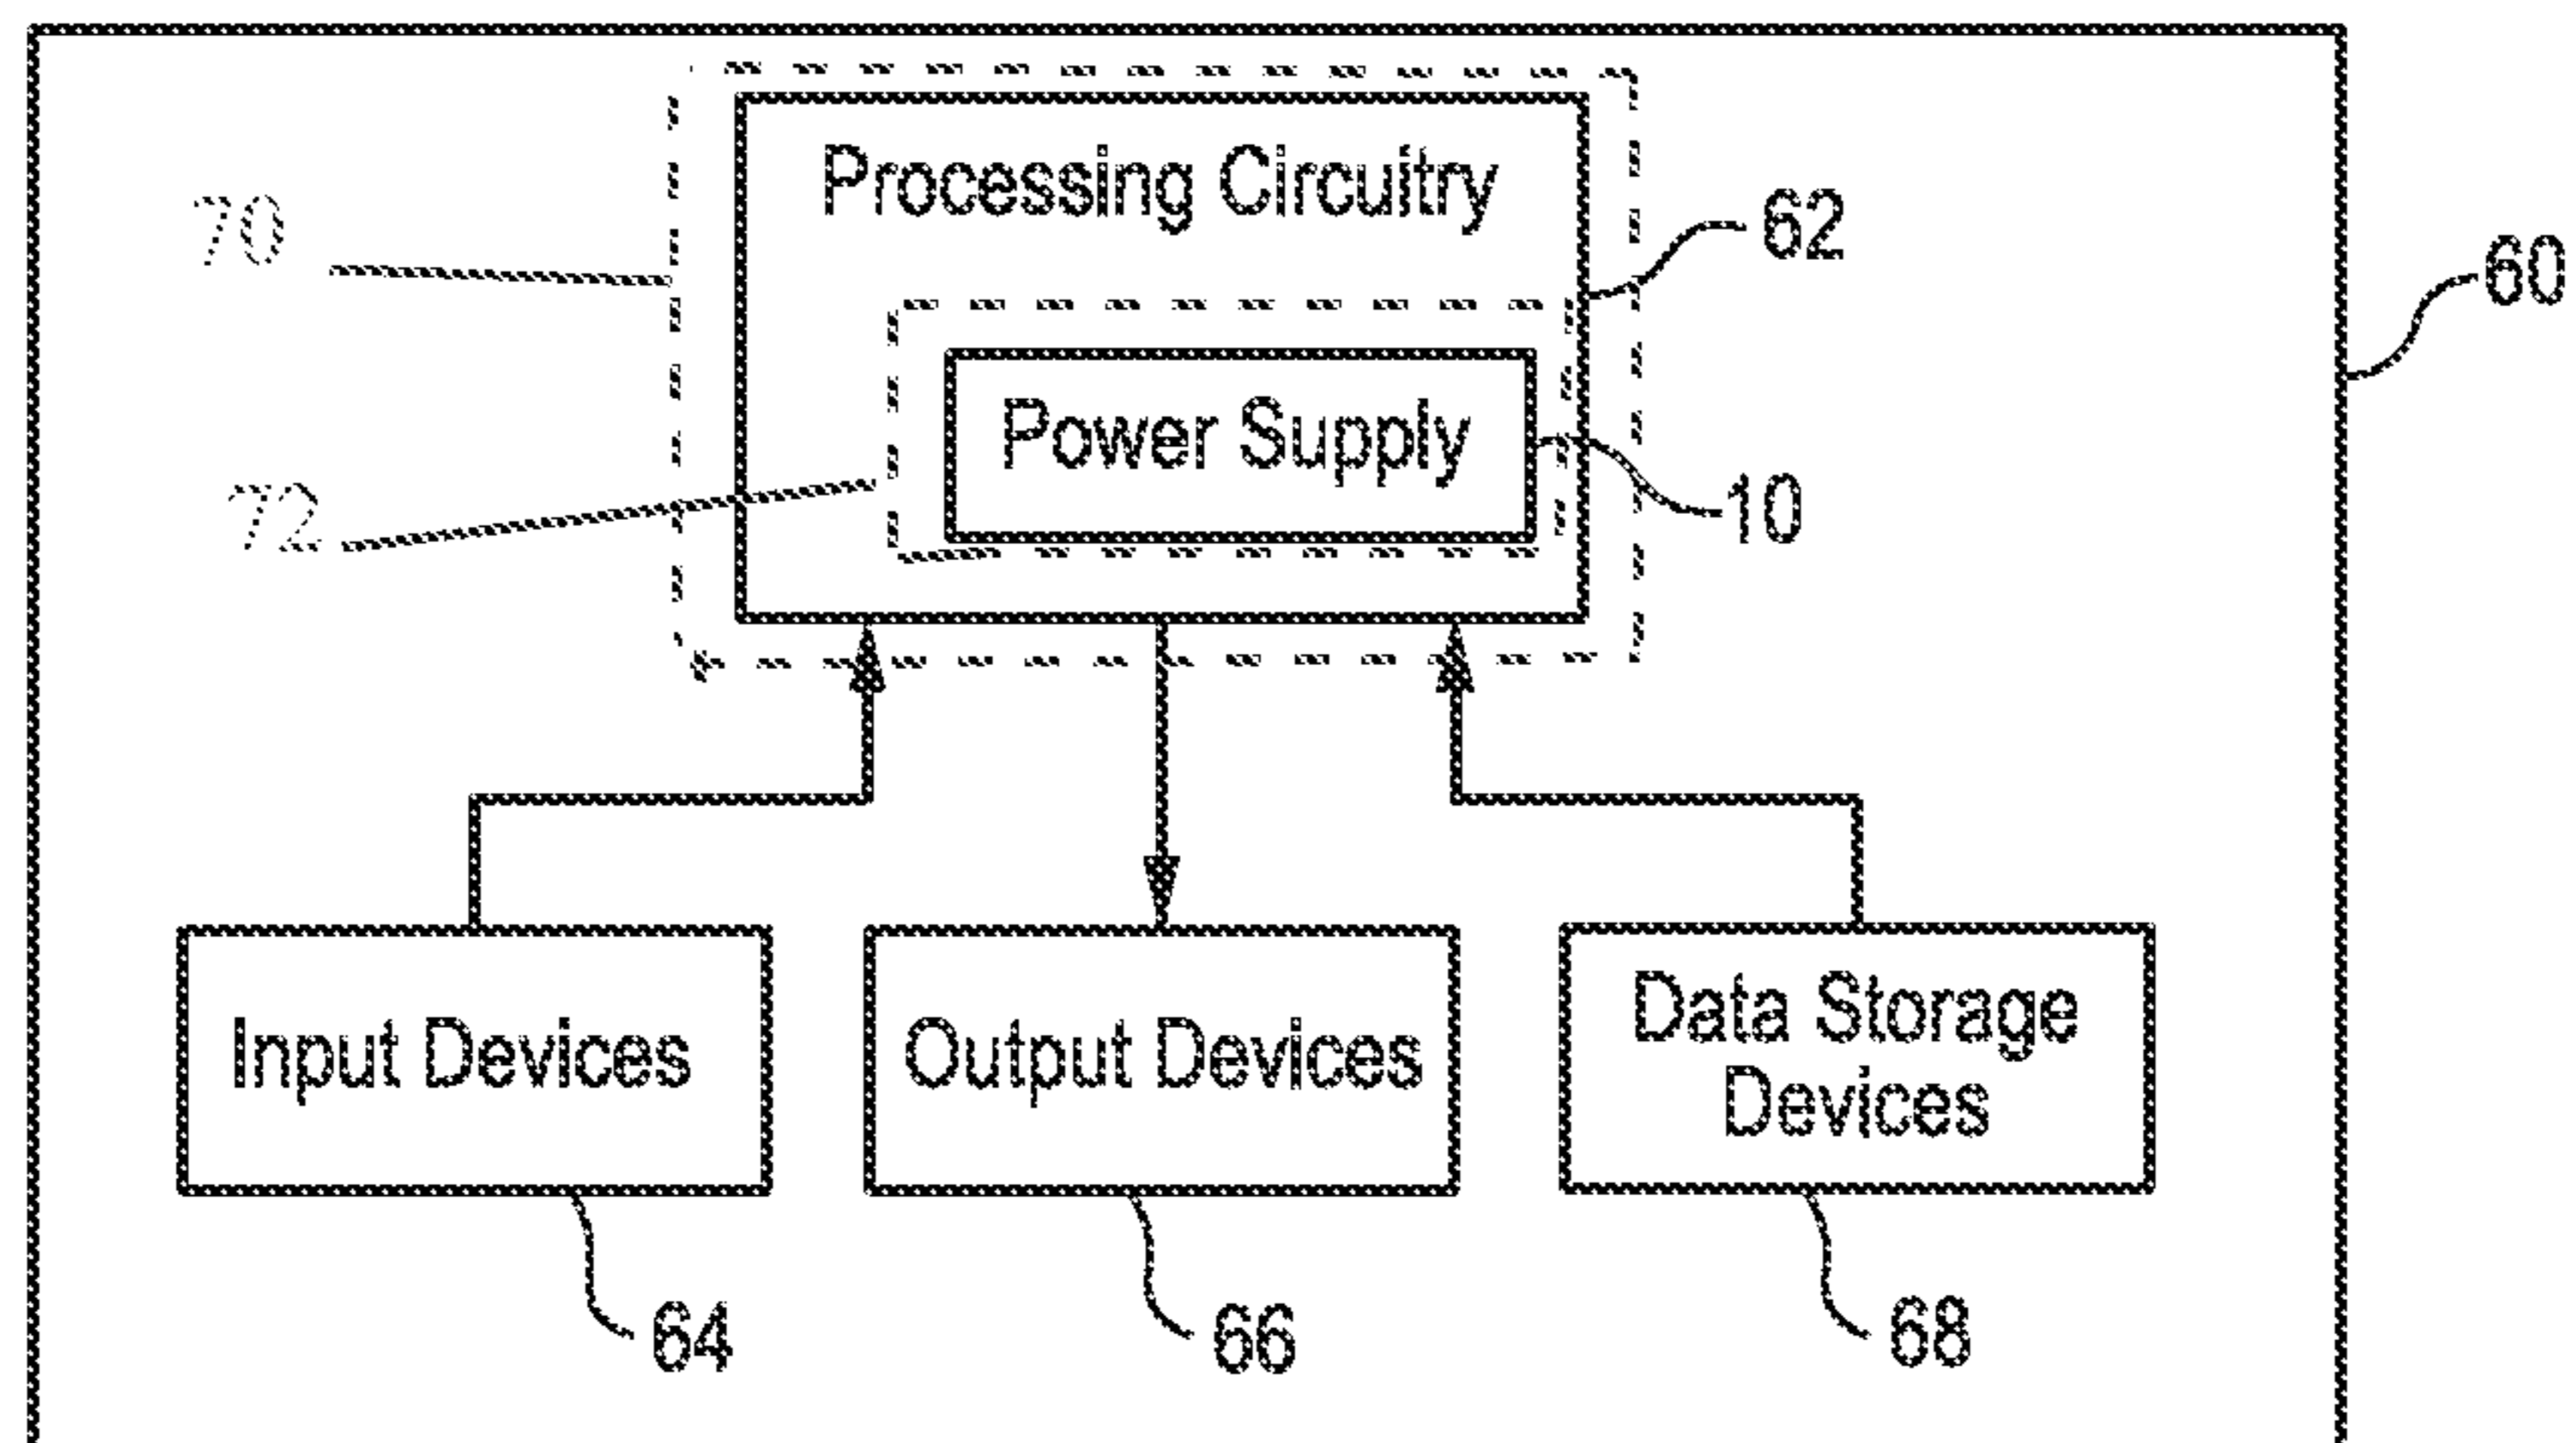 Processing Circuitry
70
62
60
Power Supply
72
10
Input Devices
Output Devices
Data Storage
Devices
64
66
68